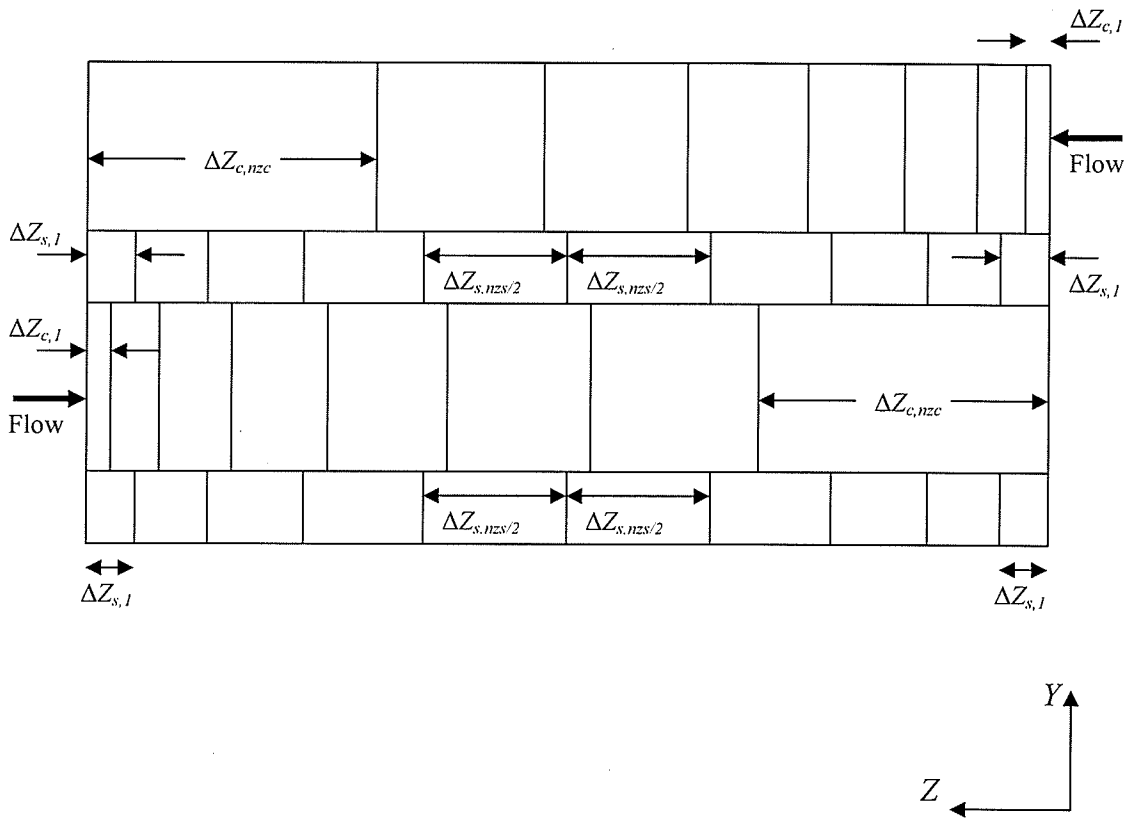 ΔZc,1
ΔZc,nzc
Flow
ΔZs,1
ΔZs,nzs/2 ΔZs,nzs/2
ΔZs,1
ΔZc,1
ΔZc,nzc
Flow
ΔZs,nzs/2 ΔZs,nzs/2
ΔZs,1 ΔZs,1
Y
Z